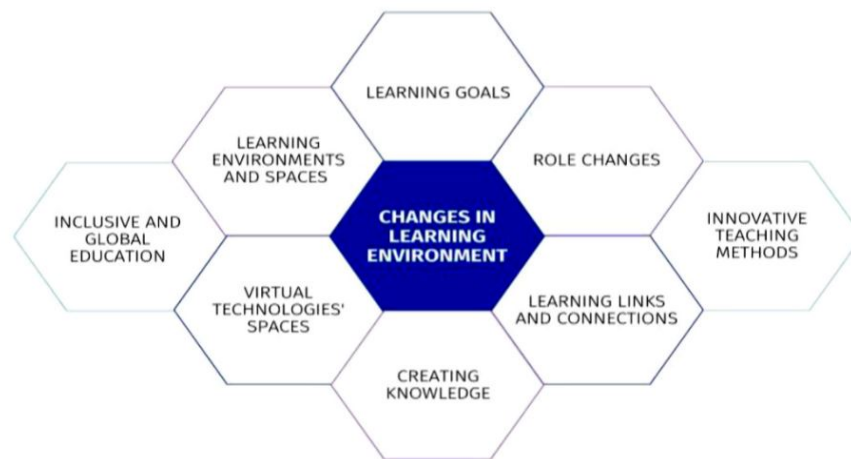 LEARNING GOALS
LEARNING
ENVIRONMENTS
AND SPACES
ROLE CHANGES
INCLUSIVE AND
GLOBAL
EDUCATION
CHANGES IN
LEARNING
ENVIRONMENT
INNOVATIVE
TEACHING
METHODS
VIRTUAL
TECHNOLOGIES'
SPACES
LEARNING LINKS
AND CONNECTIONS
CREATING
KNOWLEDGE